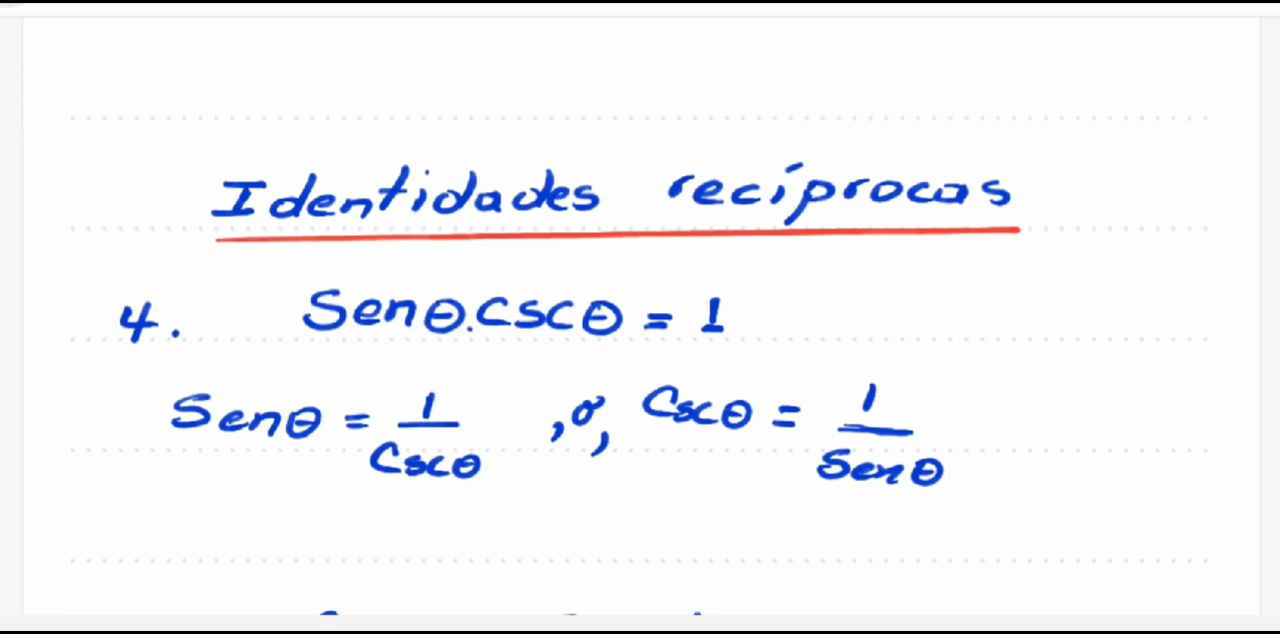 Identidades recíprocas
4. Senθ.Cscθ = 1
Senθ = 1/Cscθ , ó, Cscθ = 1/Senθ